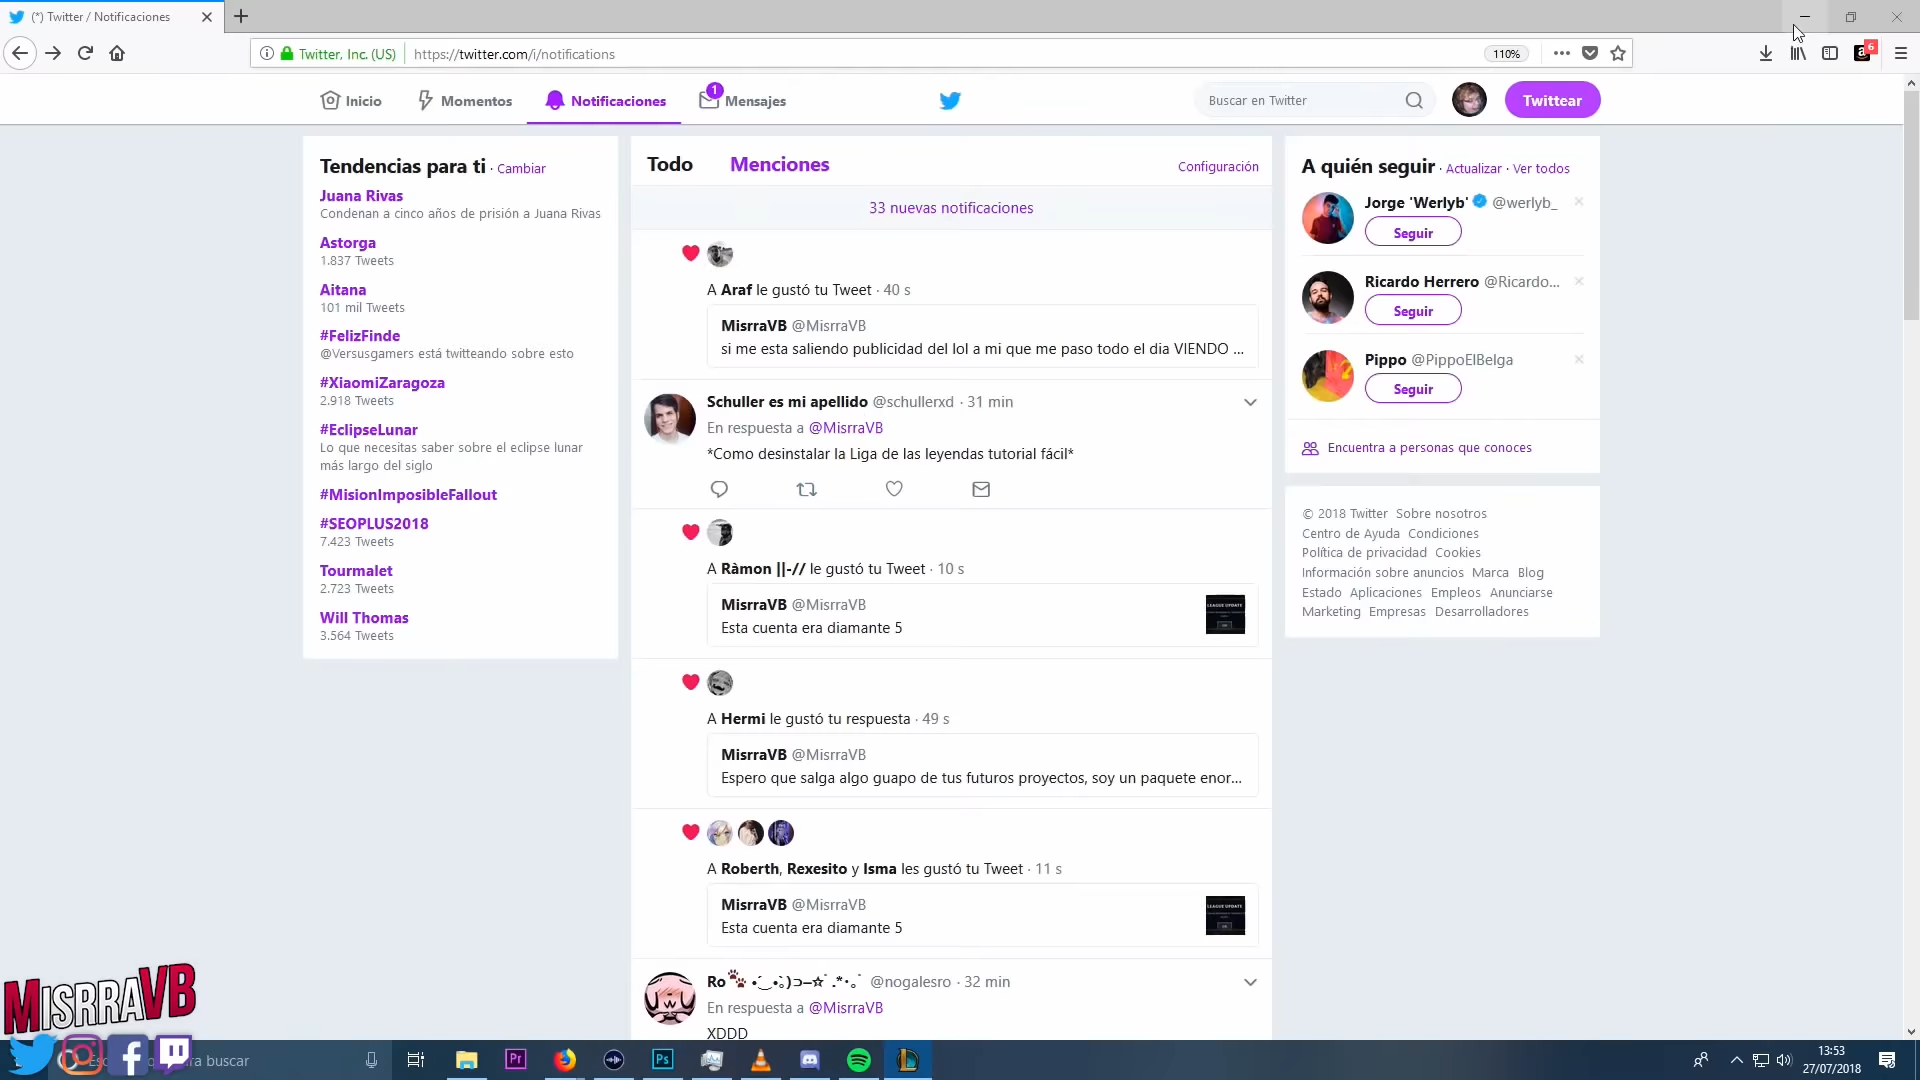 (*) Twitter / Notificaciones
Twitter, Inc. (US)
https://twitter.com/i/notifications
110%
6
Inicio
Momentos
Notificaciones
1
Mensajes
Buscar en Twitter
Twittear
Tendencias para ti · Cambiar
Juana Rivas
Condenan a cinco años de prisión a Juana Rivas
Astorga
1.837 Tweets
Aitana
101 mil Tweets
#FelizFinde
@Versusgamers está twitteando sobre esto
#XiaomiZaragoza
2.918 Tweets
#EclipseLunar
Lo que necesitas saber sobre el eclipse lunar
más largo del siglo
#MisionImposibleFallout
#SEOPLUS2018
7.423 Tweets
Tourmalet
2.723 Tweets
Will Thomas
3.564 Tweets
Todo
Menciones
Configuración
33 nuevas notificaciones
A Araf le gustó tu Tweet · 40 s
MisrraVB @MisrraVB
si me esta saliendo publicidad del lol a mi que me paso todo el dia VIENDO ...
Schuller es mi apellido @schullerxd · 31 min
En respuesta a @MisrraVB
*Como desinstalar la Liga de las leyendas tutorial fácil*
A Ràmon ||-// le gustó tu Tweet · 10 s
MisrraVB @MisrraVB
Esta cuenta era diamante 5
LEAGUE UPDATE
A Hermi le gustó tu respuesta · 49 s
MisrraVB @MisrraVB
Espero que salga algo guapo de tus futuros proyectos, soy un paquete enor...
A Roberth, Rexesito y Isma les gustó tu Tweet · 11 s
MisrraVB @MisrraVB
Esta cuenta era diamante 5
LEAGUE UPDATE
Ro @nogalesro · 32 min
En respuesta a @MisrraVB
XDDD
A quién seguir · Actualizar · Ver todos
Jorge 'Werlyb' @werlyb_
Seguir
Ricardo Herrero @Ricardo...
Seguir
Pippo @PippoElBelga
Seguir
Encuentra a personas que conoces
© 2018 Twitter Sobre nosotros
Centro de Ayuda Condiciones
Política de privacidad Cookies
Información sobre anuncios Marca Blog
Estado Aplicaciones Empleos Anunciarse
Marketing Empresas Desarrolladores
MISRRAVB
ra buscar
Pr
Ps
13:53
27/07/2018